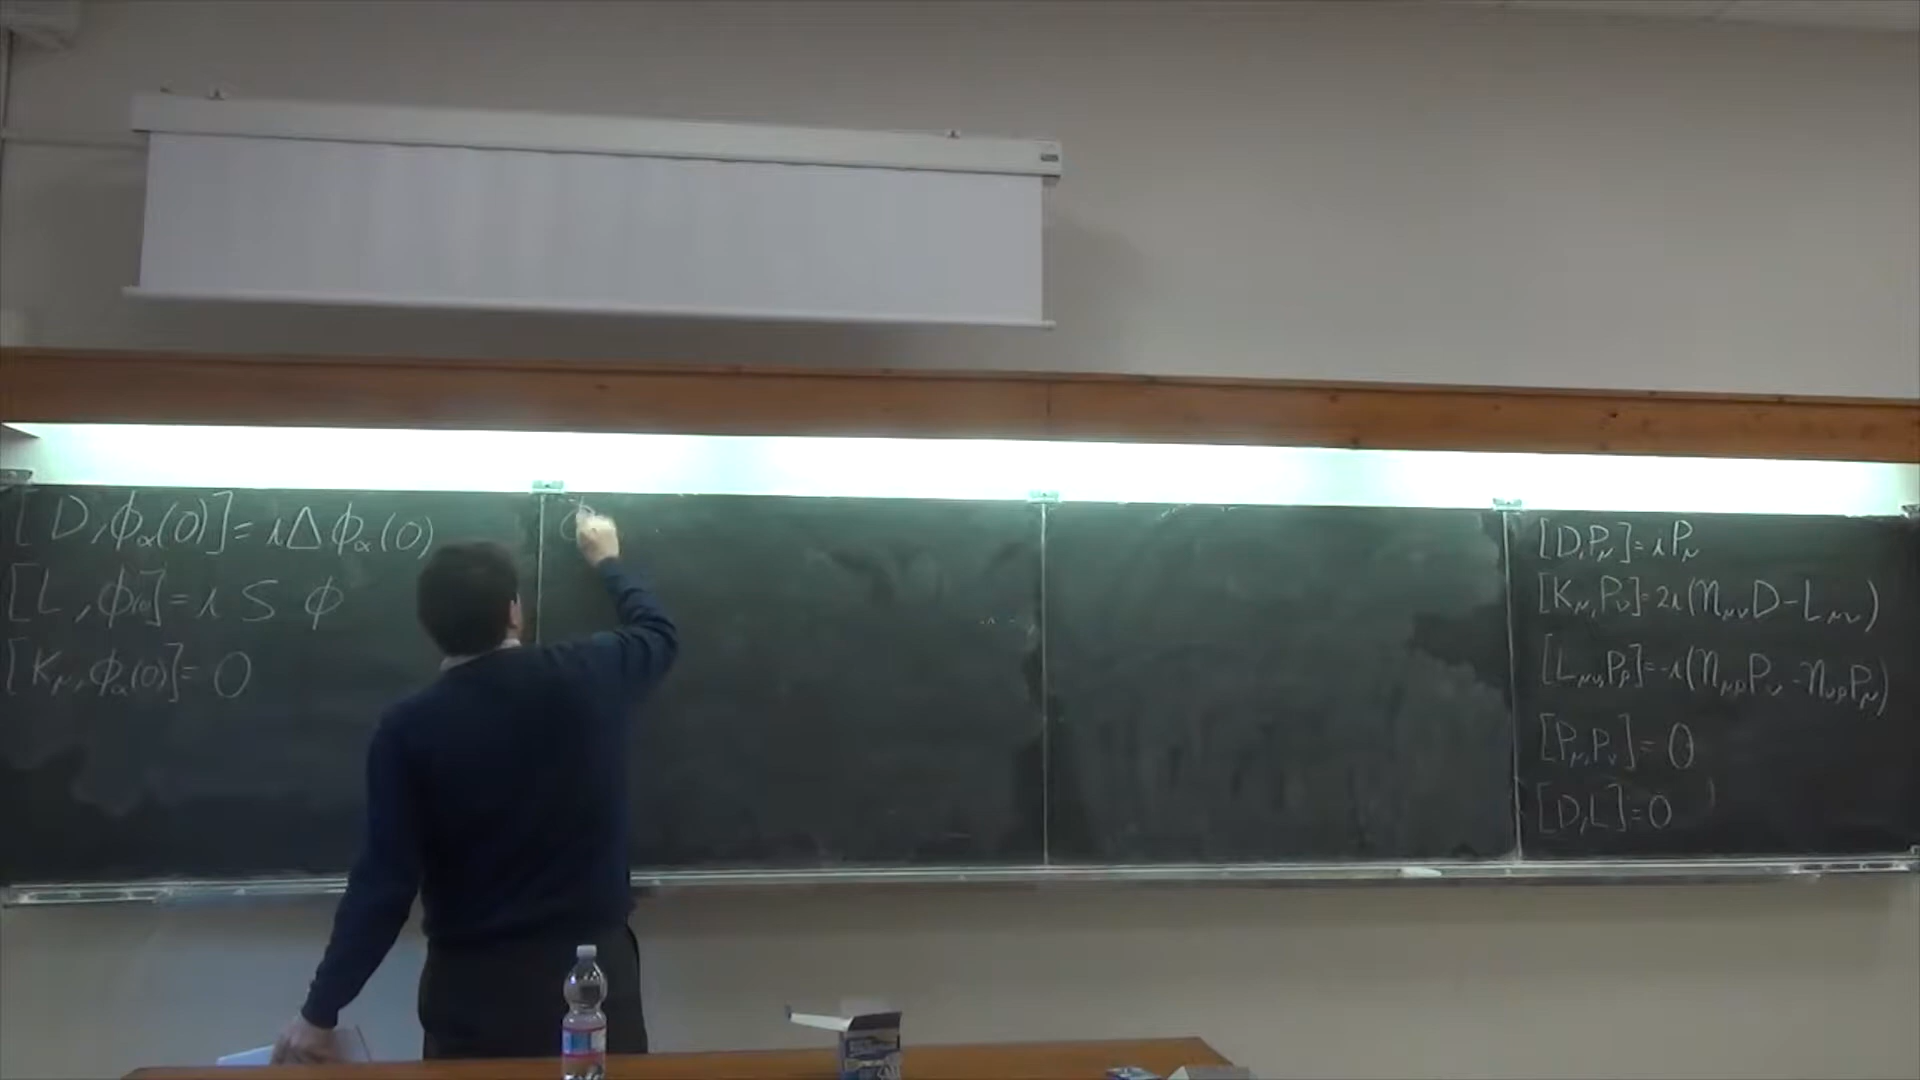 [D,ϕ_α(0)]=iΔϕ_α(0)
[L ,ϕ(0)]=i S ϕ
[K_μ,ϕ_α(0)]=0
ϕ
[D,P_μ]=iP_μ
[K_μ,P_ν]=2i(η_μν D-L_μν)
[L_μν,P_ρ]=-i(η_μρ P_ν-η_νρ P_μ)
[P_μ,P_ν]=0
[D,L]=0